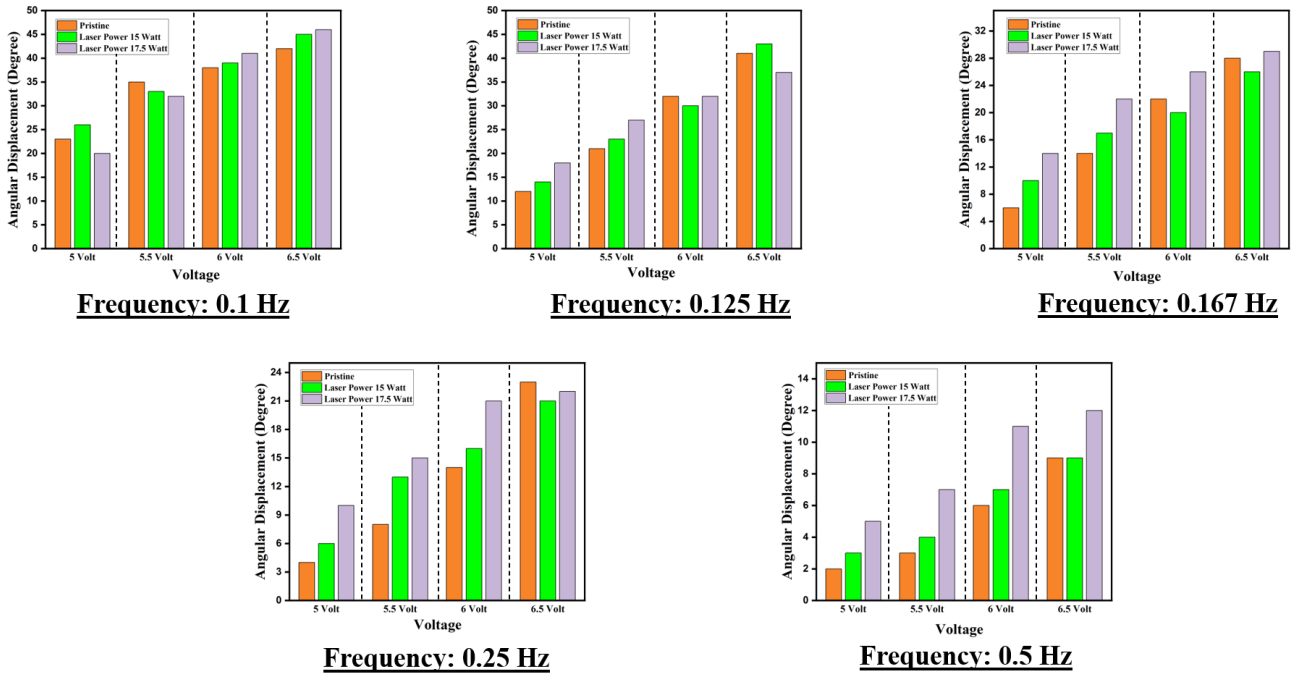 Pristine
Laser Power 15 Watt
Laser Power 17.5 Watt
Angular Displacement (Degree)
50
45
40
35
30
25
20
15
10
5
0
5 Volt 5.5 Volt 6 Volt 6.5 Volt
Voltage
Frequency: 0.1 Hz
Pristine
Laser Power 15 Watt
Laser Power 17.5 Watt
Angular Displacement (Degree)
50
45
40
35
30
25
20
15
10
5
0
5 Volt 5.5 Volt 6 Volt 6.5 Volt
Voltage
Frequency: 0.125 Hz
Pristine
Laser Power 15 Watt
Laser Power 17.5 Watt
Angular Displacement (Degree)
32
28
24
20
16
12
8
4
0
5 Volt 5.5 Volt 6 Volt 6.5 Volt
Voltage
Frequency: 0.167 Hz
Pristine
Laser Power 15 Watt
Laser Power 17.5 Watt
Angular Displacement (Degree)
24
21
18
15
12
9
6
3
0
5 Volt 5.5 Volt 6 Volt 6.5 Volt
Voltage
Frequency: 0.25 Hz
Pristine
Laser Power 15 Watt
Laser Power 17.5 Watt
Angular Displacement (Degree)
14
12
10
8
6
4
2
0
5 Volt 5.5 Volt 6 Volt 6.5 Volt
Voltage
Frequency: 0.5 Hz